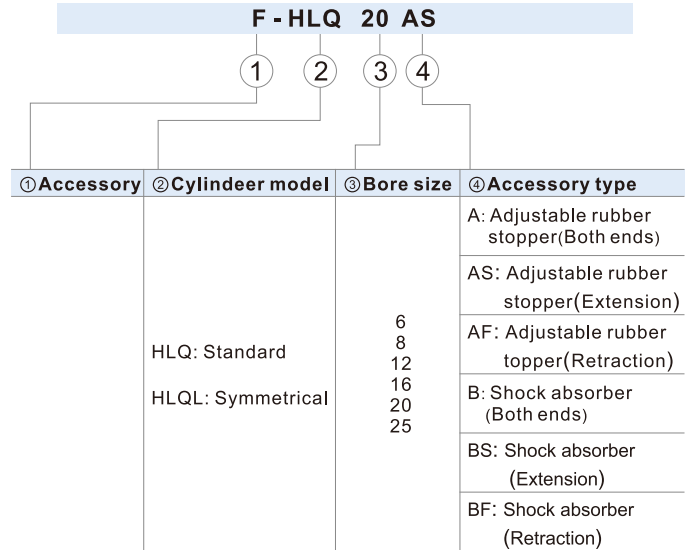 F - HLQ 20 AS
① ② ③ ④
①Accessory ②Cylindeer model ③Bore size ④Accessory type
HLQ: Standard
HLQL: Symmetrical
6
8
12
16
20
25
A: Adjustable rubber
stopper(Both ends)
AS: Adjustable rubber
stopper(Extension)
AF: Adjustable rubber
topper(Retraction)
B: Shock absorber
(Both ends)
BS: Shock absorber
(Extension)
BF: Shock absorber
(Retraction)